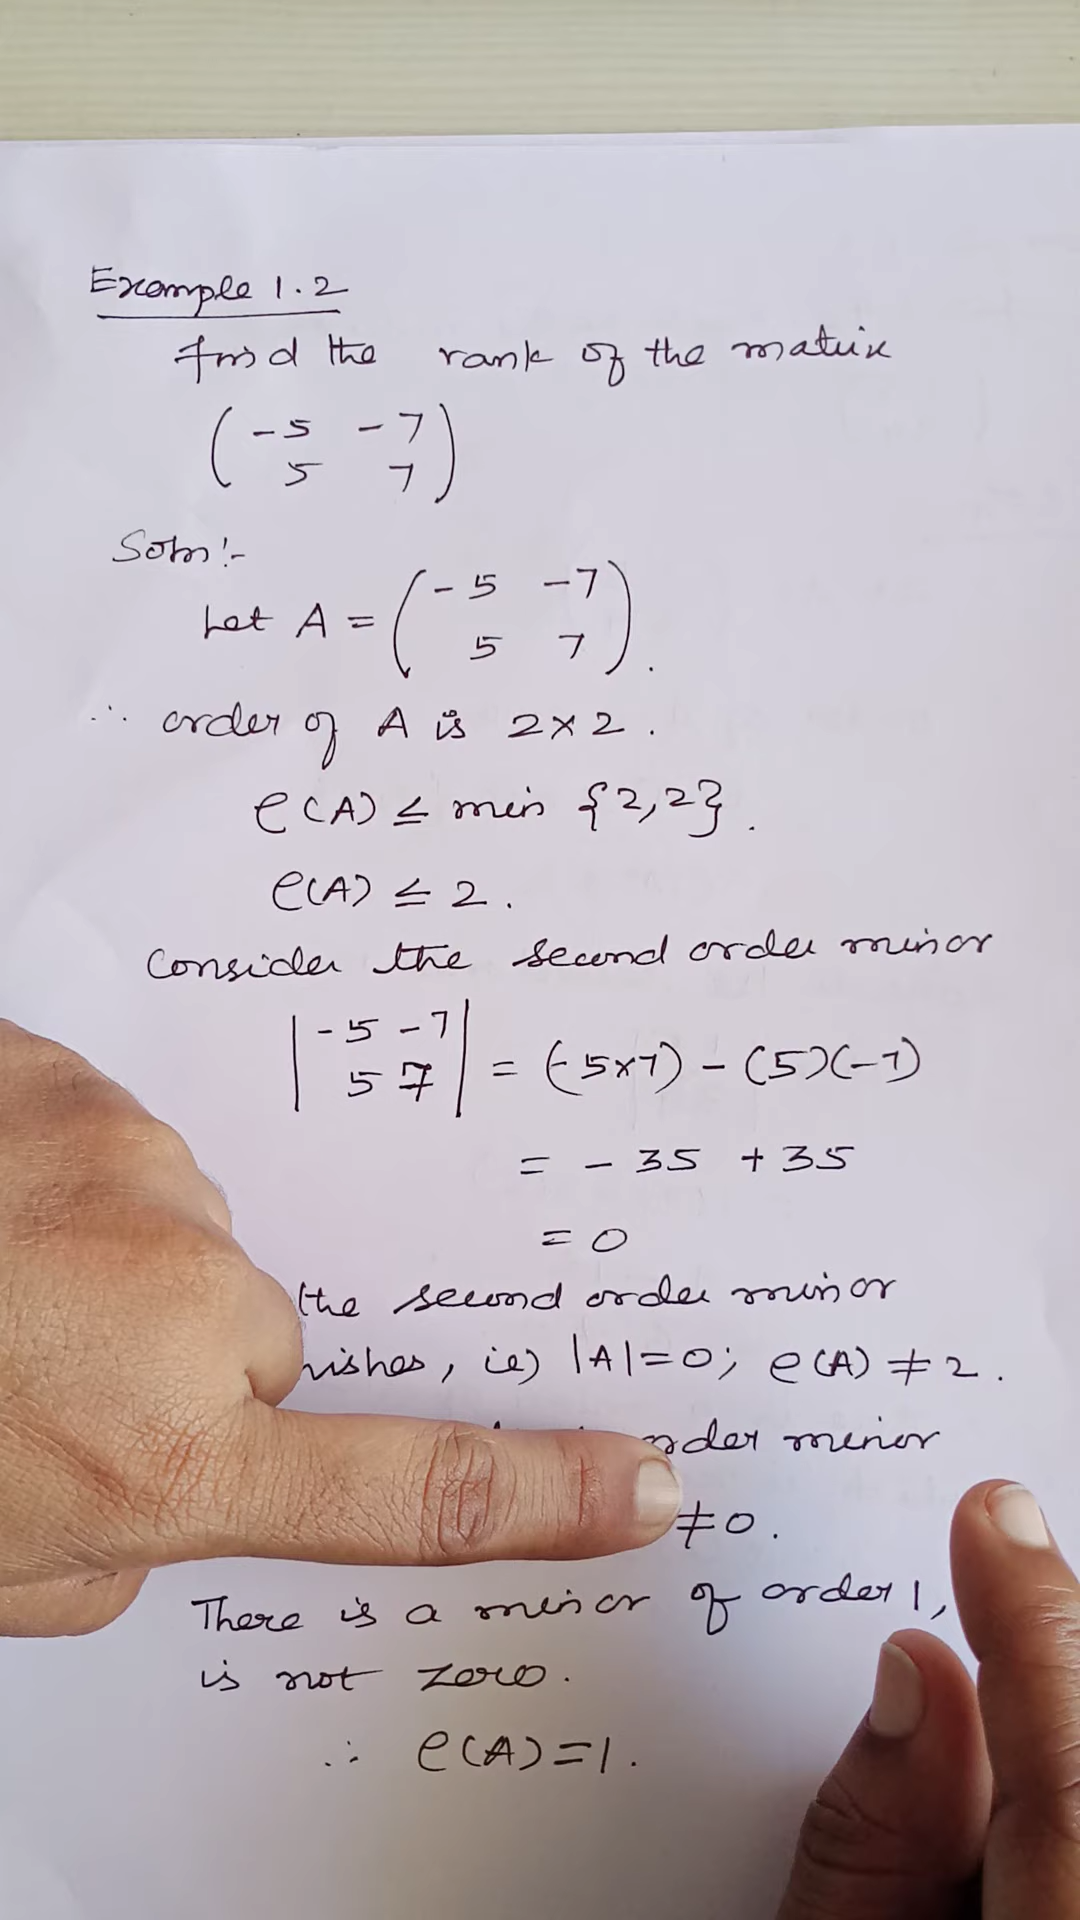 Example 1.2
find the rank of the matrix
( -5 -7
5 7 )
Soln:-
Let A = ( -5 -7
5 7 ).
∴ order of A is 2×2.
ρ(A) ≤ min {2,2}.
ρ(A) ≤ 2.
Consider the second order minor
| -5 -7
5 7 | = (-5×7) - (5)(-7)
= - 35 + 35
= 0
the second order minor
nishes, ie) |A|=0; ρ(A) ≠ 2.
order minor
≠0.
There is a minor of order 1,
is not zero.
∴ ρ(A)=1.